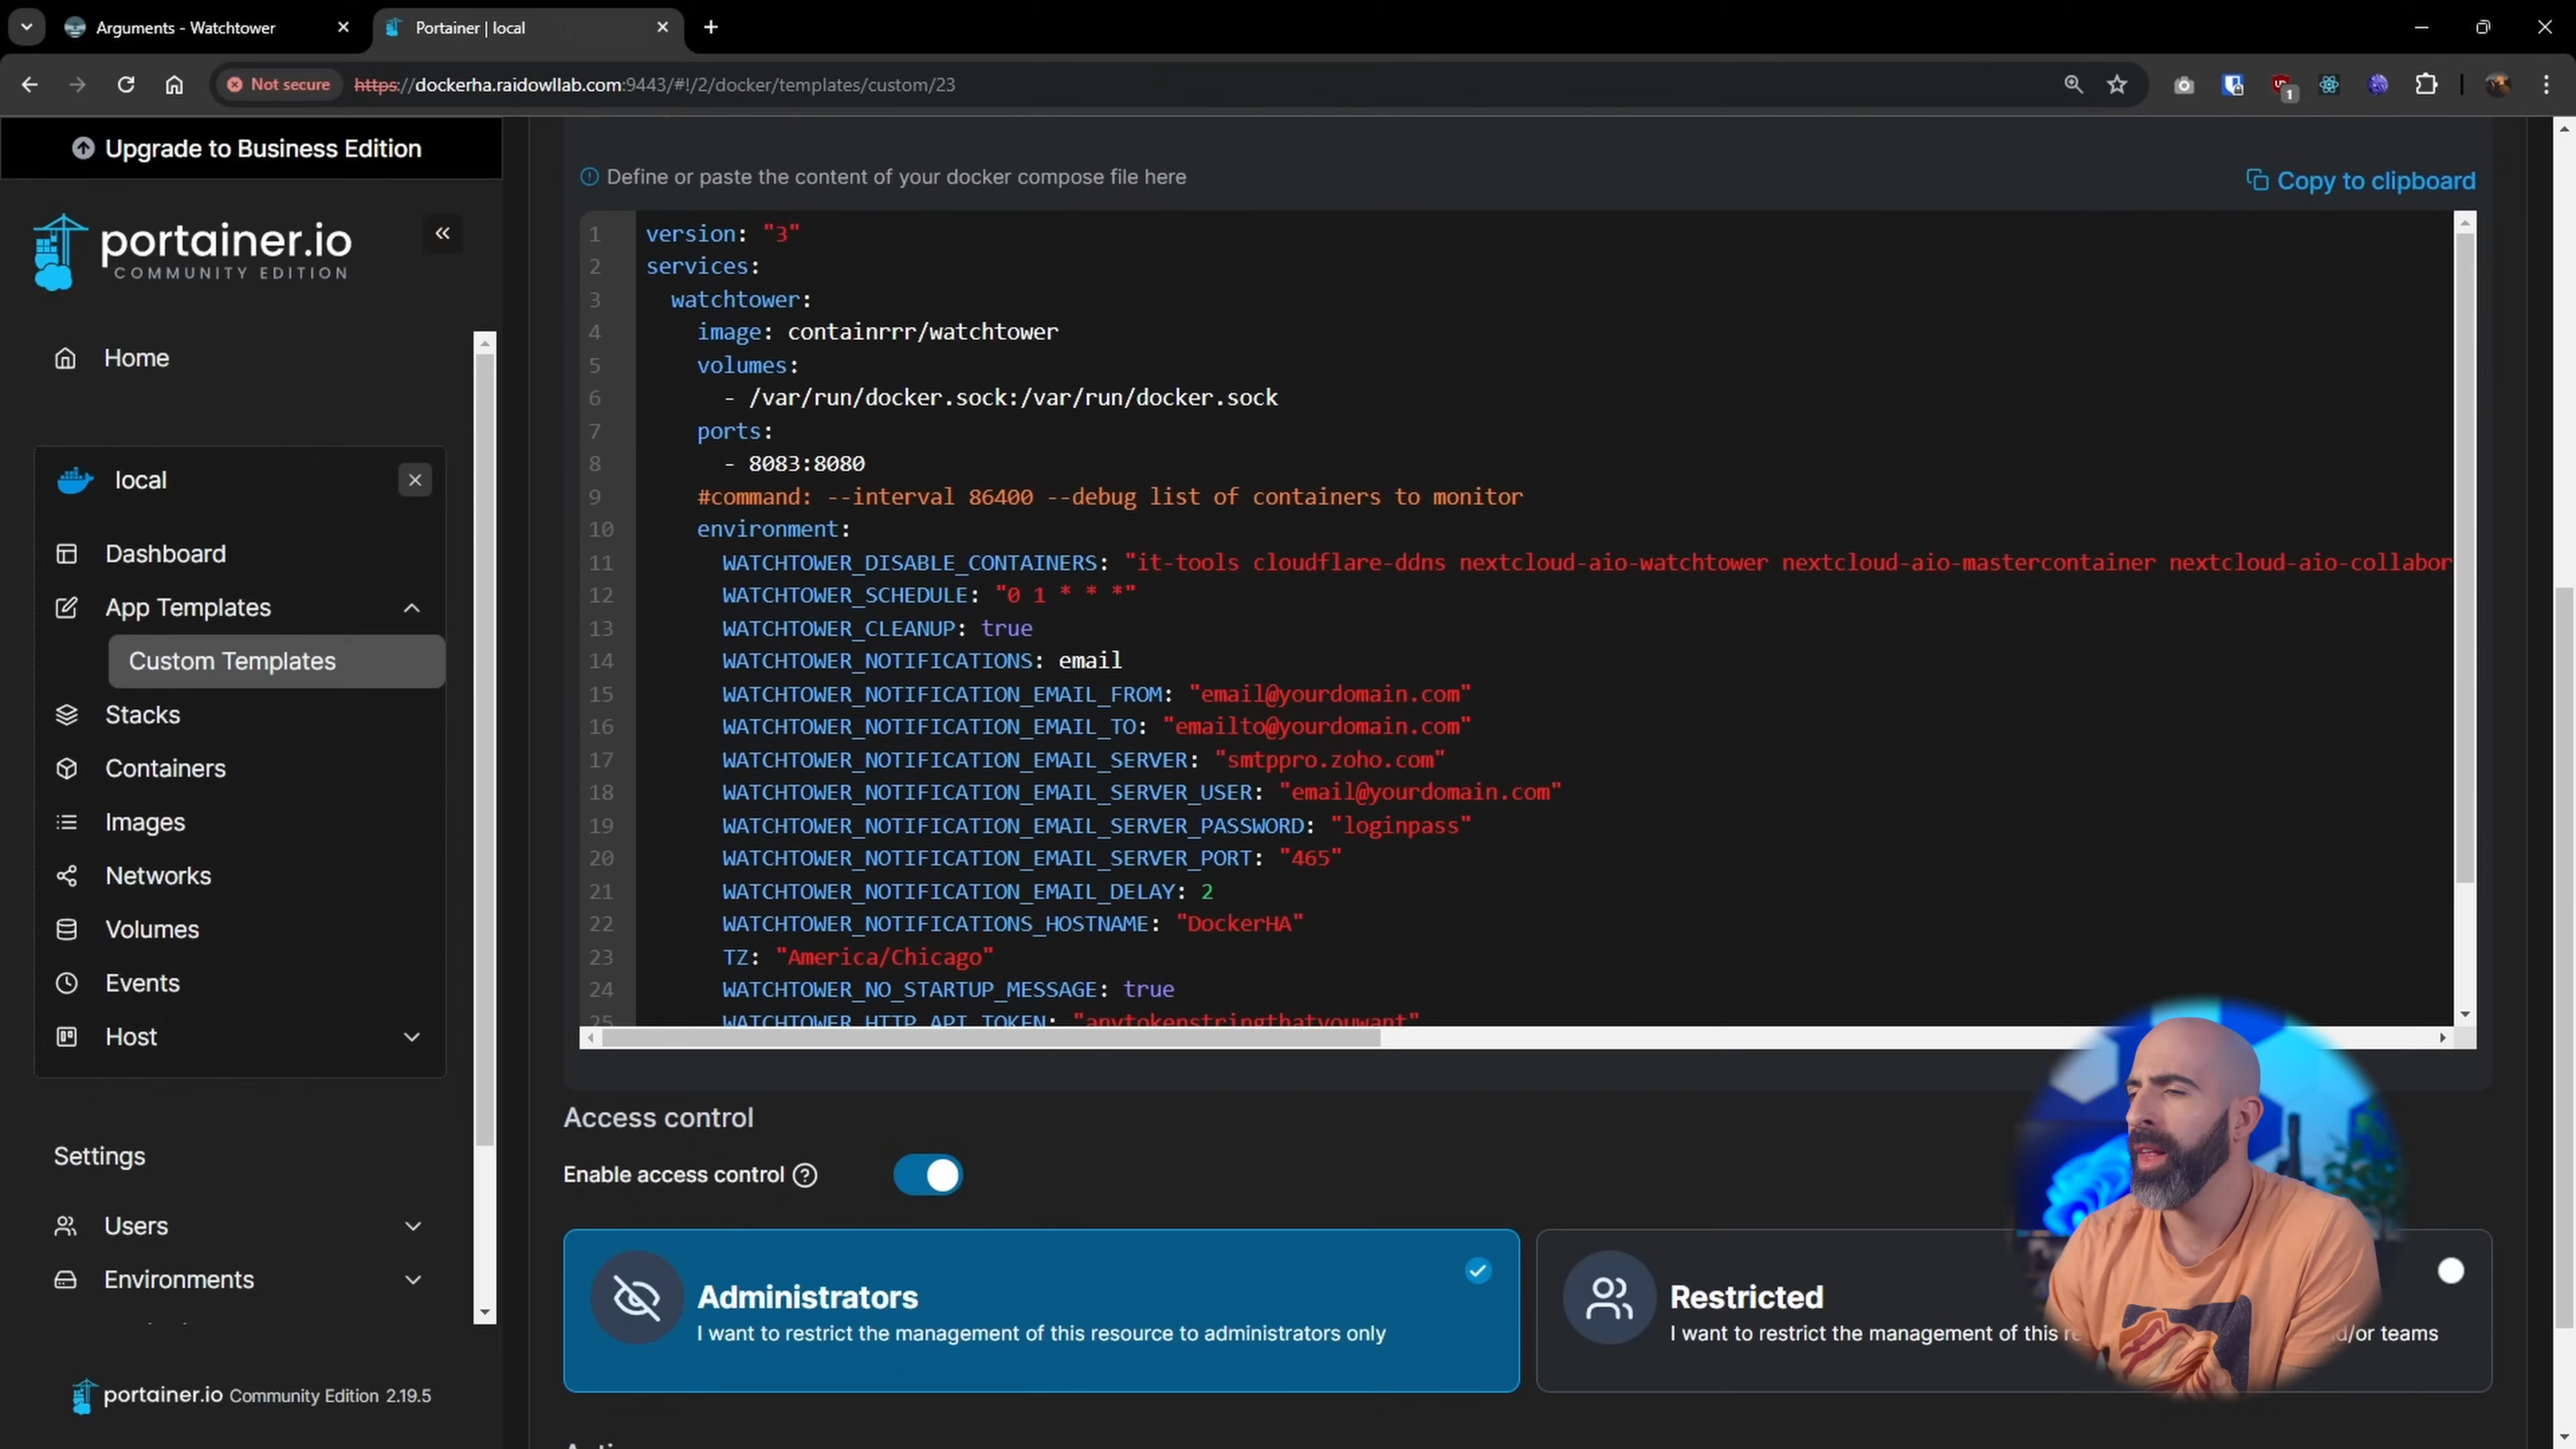 Arguments - Watchtower
Portainer | local
Not secure
https://dockerha.raidowllab.com:9443/#!/2/docker/templates/custom/23
1
Upgrade to Business Edition
portainer.io
COMMUNITY EDITION
Home
local
Dashboard
App Templates
Custom Templates
Stacks
Containers
Images
Networks
Volumes
Events
Host
Settings
Users
Environments
portainer.io Community Edition 2.19.5
Define or paste the content of your docker compose file here
Copy to clipboard
1 version: "3"
2 services:
3 watchtower:
4 image: containrrr/watchtower
5 volumes:
6 - /var/run/docker.sock:/var/run/docker.sock
7 ports:
8 - 8083:8080
9 #command: --interval 86400 --debug list of containers to monitor
10 environment:
11 WATCHTOWER_DISABLE_CONTAINERS: "it-tools cloudflare-ddns nextcloud-aio-watchtower nextcloud-aio-mastercontainer nextcloud-aio-collabor
12 WATCHTOWER_SCHEDULE: "0 1 * * *"
13 WATCHTOWER_CLEANUP: true
14 WATCHTOWER_NOTIFICATIONS: email
15 WATCHTOWER_NOTIFICATION_EMAIL_FROM: "email@yourdomain.com"
16 WATCHTOWER_NOTIFICATION_EMAIL_TO: "emailto@yourdomain.com"
17 WATCHTOWER_NOTIFICATION_EMAIL_SERVER: "smtppro.zoho.com"
18 WATCHTOWER_NOTIFICATION_EMAIL_SERVER_USER: "email@yourdomain.com"
19 WATCHTOWER_NOTIFICATION_EMAIL_SERVER_PASSWORD: "loginpass"
20 WATCHTOWER_NOTIFICATION_EMAIL_SERVER_PORT: "465"
21 WATCHTOWER_NOTIFICATION_EMAIL_DELAY: 2
22 WATCHTOWER_NOTIFICATIONS_HOSTNAME: "DockerHA"
23 TZ: "America/Chicago"
24 WATCHTOWER_NO_STARTUP_MESSAGE: true
25 WATCHTOWER_HTTP_API_TOKEN: "anytokenstringthatyouwant"
Access control
Enable access control
Administrators
I want to restrict the management of this resource to administrators only
Restricted
I want to restrict the management of this re d/or teams